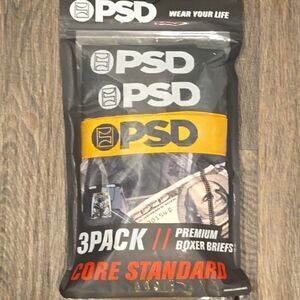 PSD WEAR YOUR LIFE
PSD
PSD
PSD
3PACK // PREMIUM
BOXER BRIEFS
CORE STANDARD